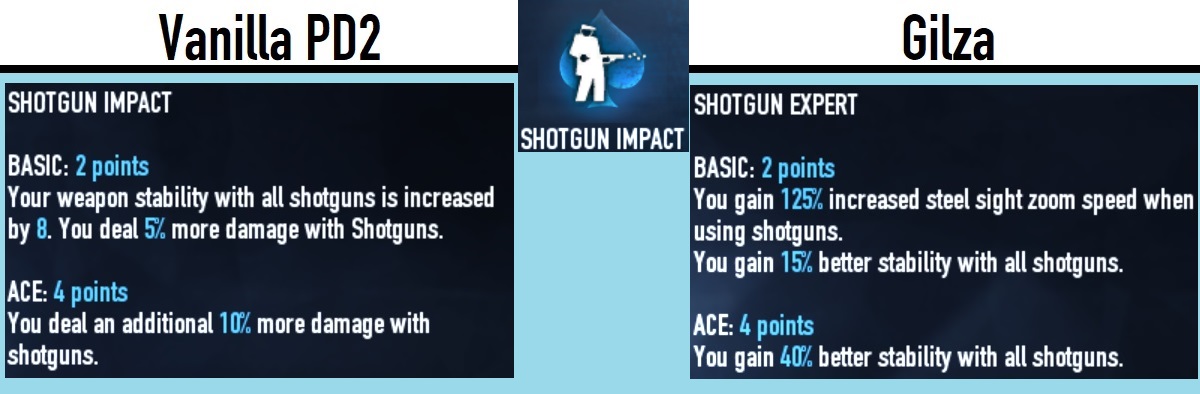 Vanilla PD2
SHOTGUN IMPACT
BASIC: 2 points
Your weapon stability with all shotguns is increased
by 8. You deal 5% more damage with Shotguns.
ACE: 4 points
You deal an additional 10% more damage with
shotguns.
SHOTGUN IMPACT
Gilza
SHOTGUN EXPERT
BASIC: 2 points
You gain 125% increased steel sight zoom speed when
using shotguns.
You gain 15% better stability with all shotguns.
ACE: 4 points
You gain 40% better stability with all shotguns.